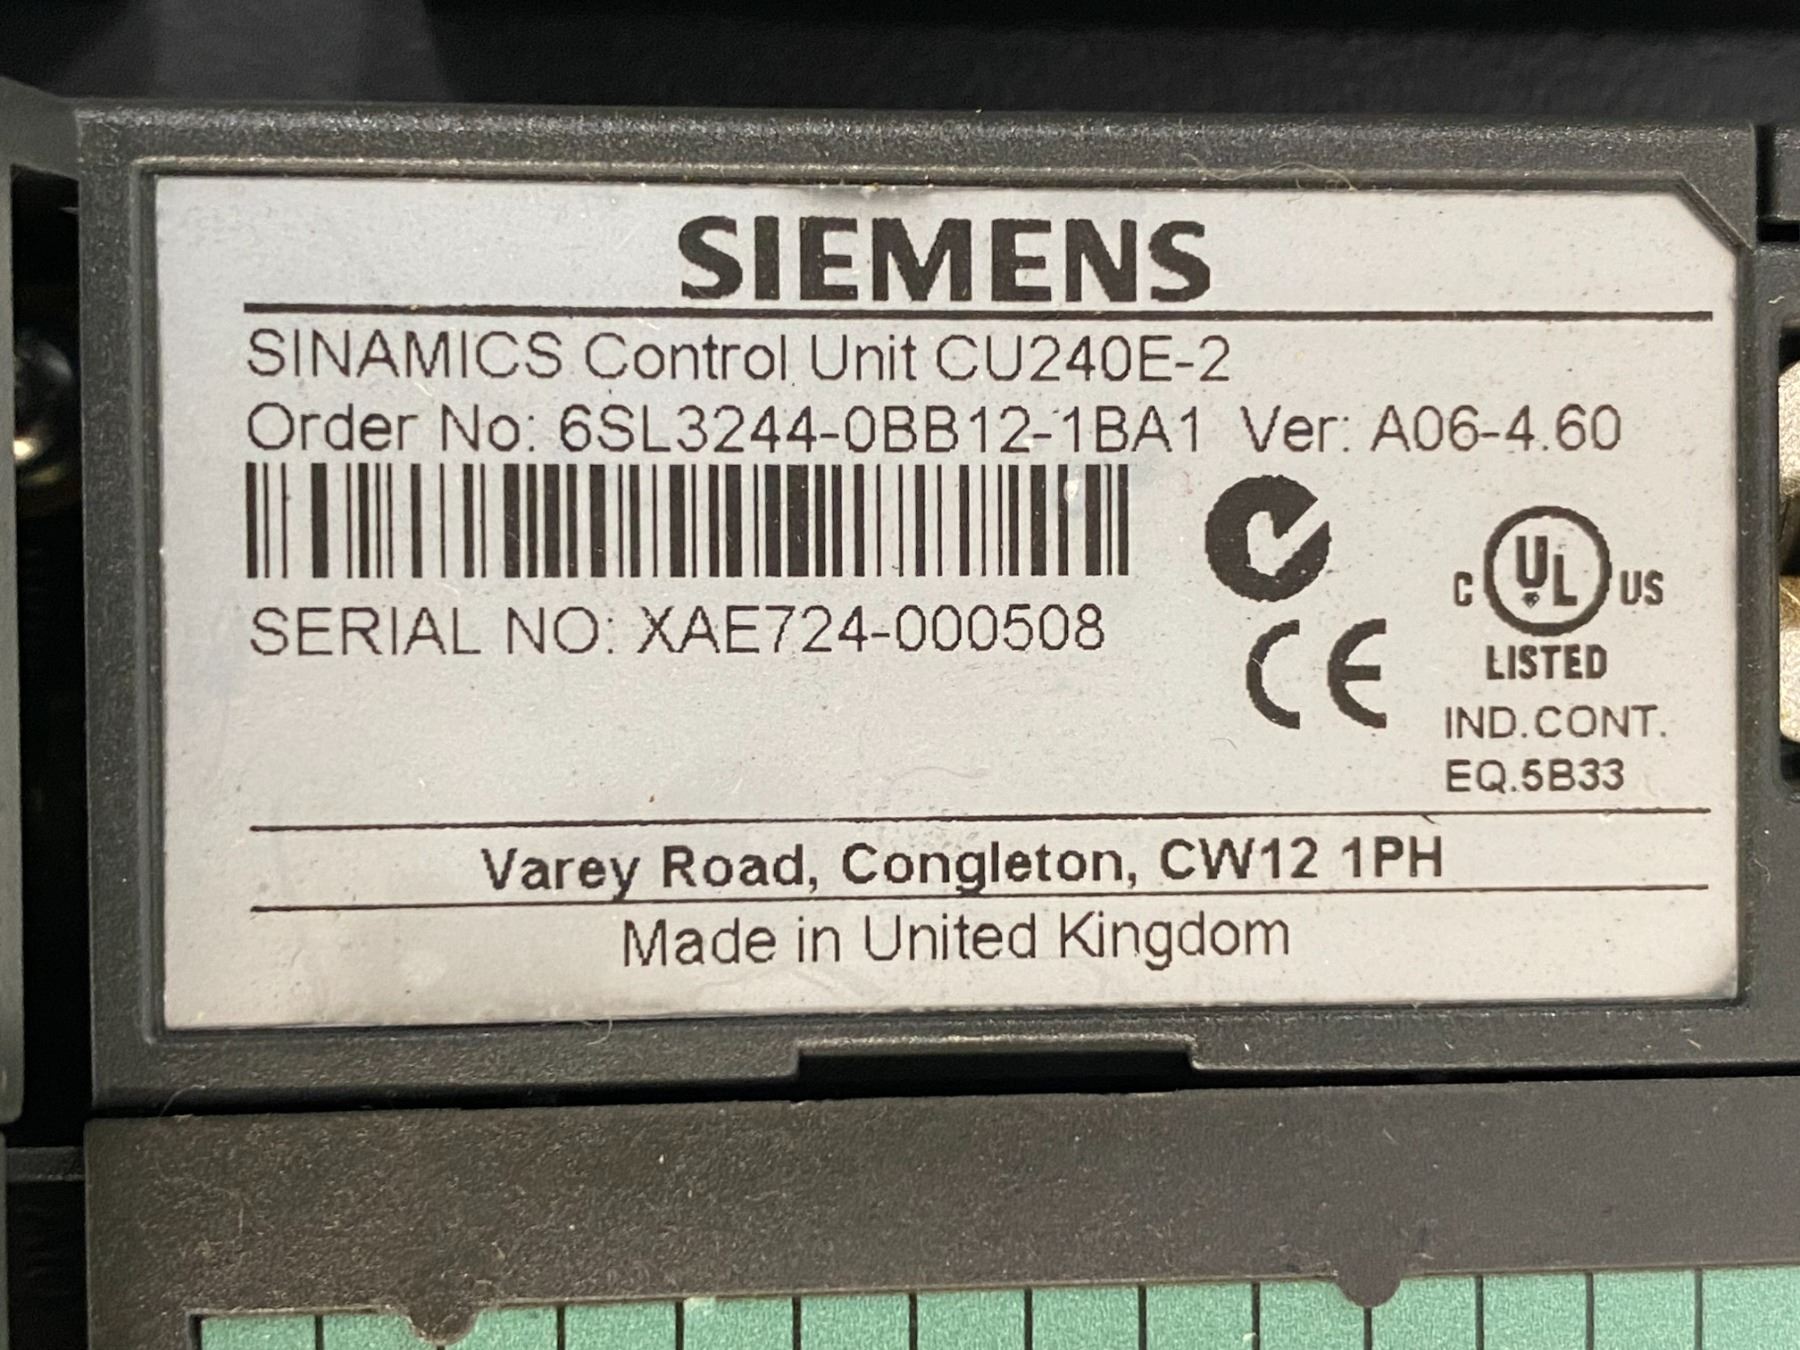 SIEMENS
SINAMICS Control Unit CU240E-2
Order No: 6SL3244-0BB12-1BA1 Ver: A06-4.60
SERIAL NO: XAE724-000508
C UL US
LISTED
CE
IND.CONT.
EQ.5B33
Varey Road, Congleton, CW12 1PH
Made in United Kingdom